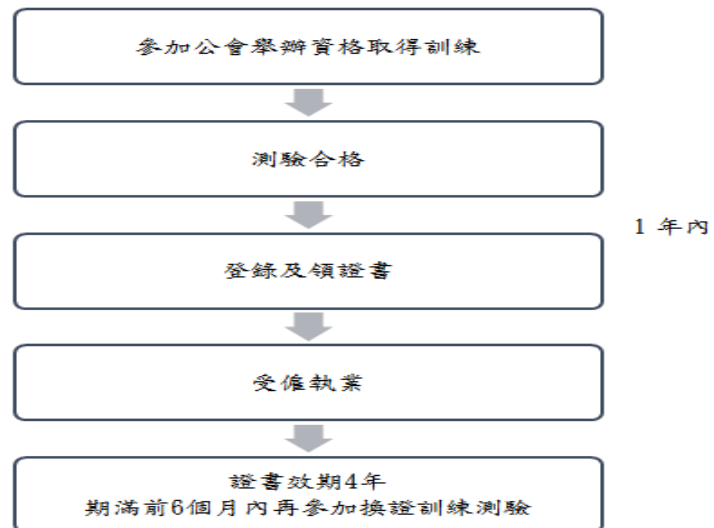 參加公會舉辦資格取得訓練
測驗合格
1 年內
登錄及領證書
受僱執業
證書效期4年
期滿前6個月內再參加換證訓練測驗